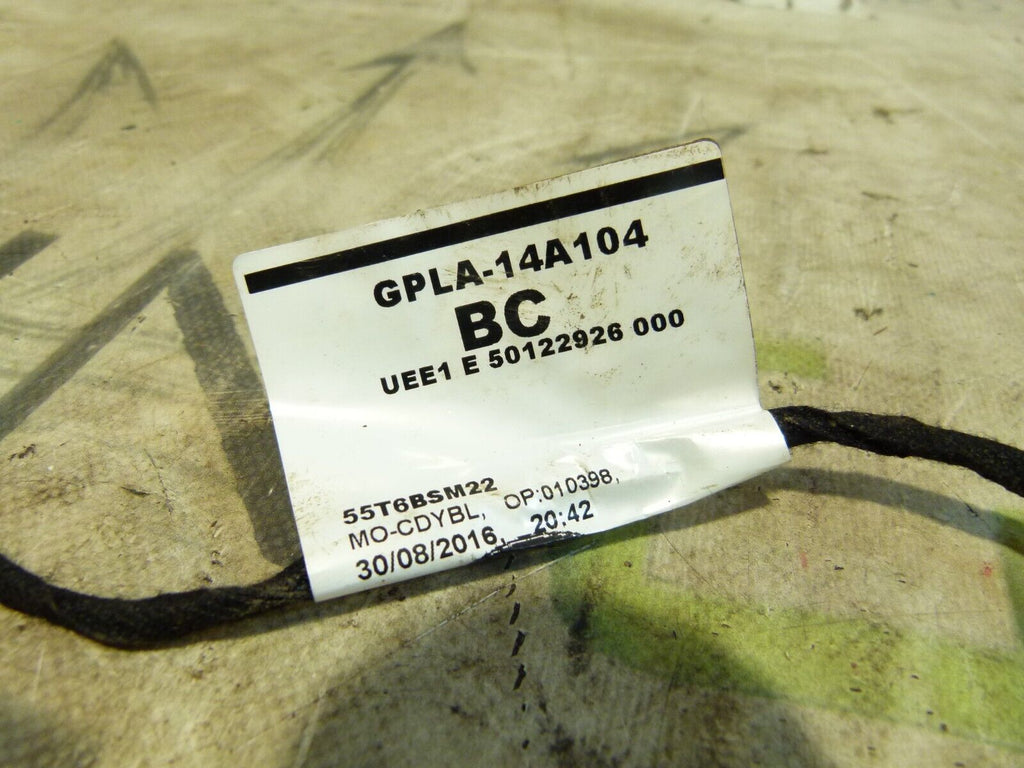 GPLA-14A104
BC
UEE1 E 50122926 000
55T6BSM22
MO-CDYBL, OP:010398,
30/08/2016, 20:42